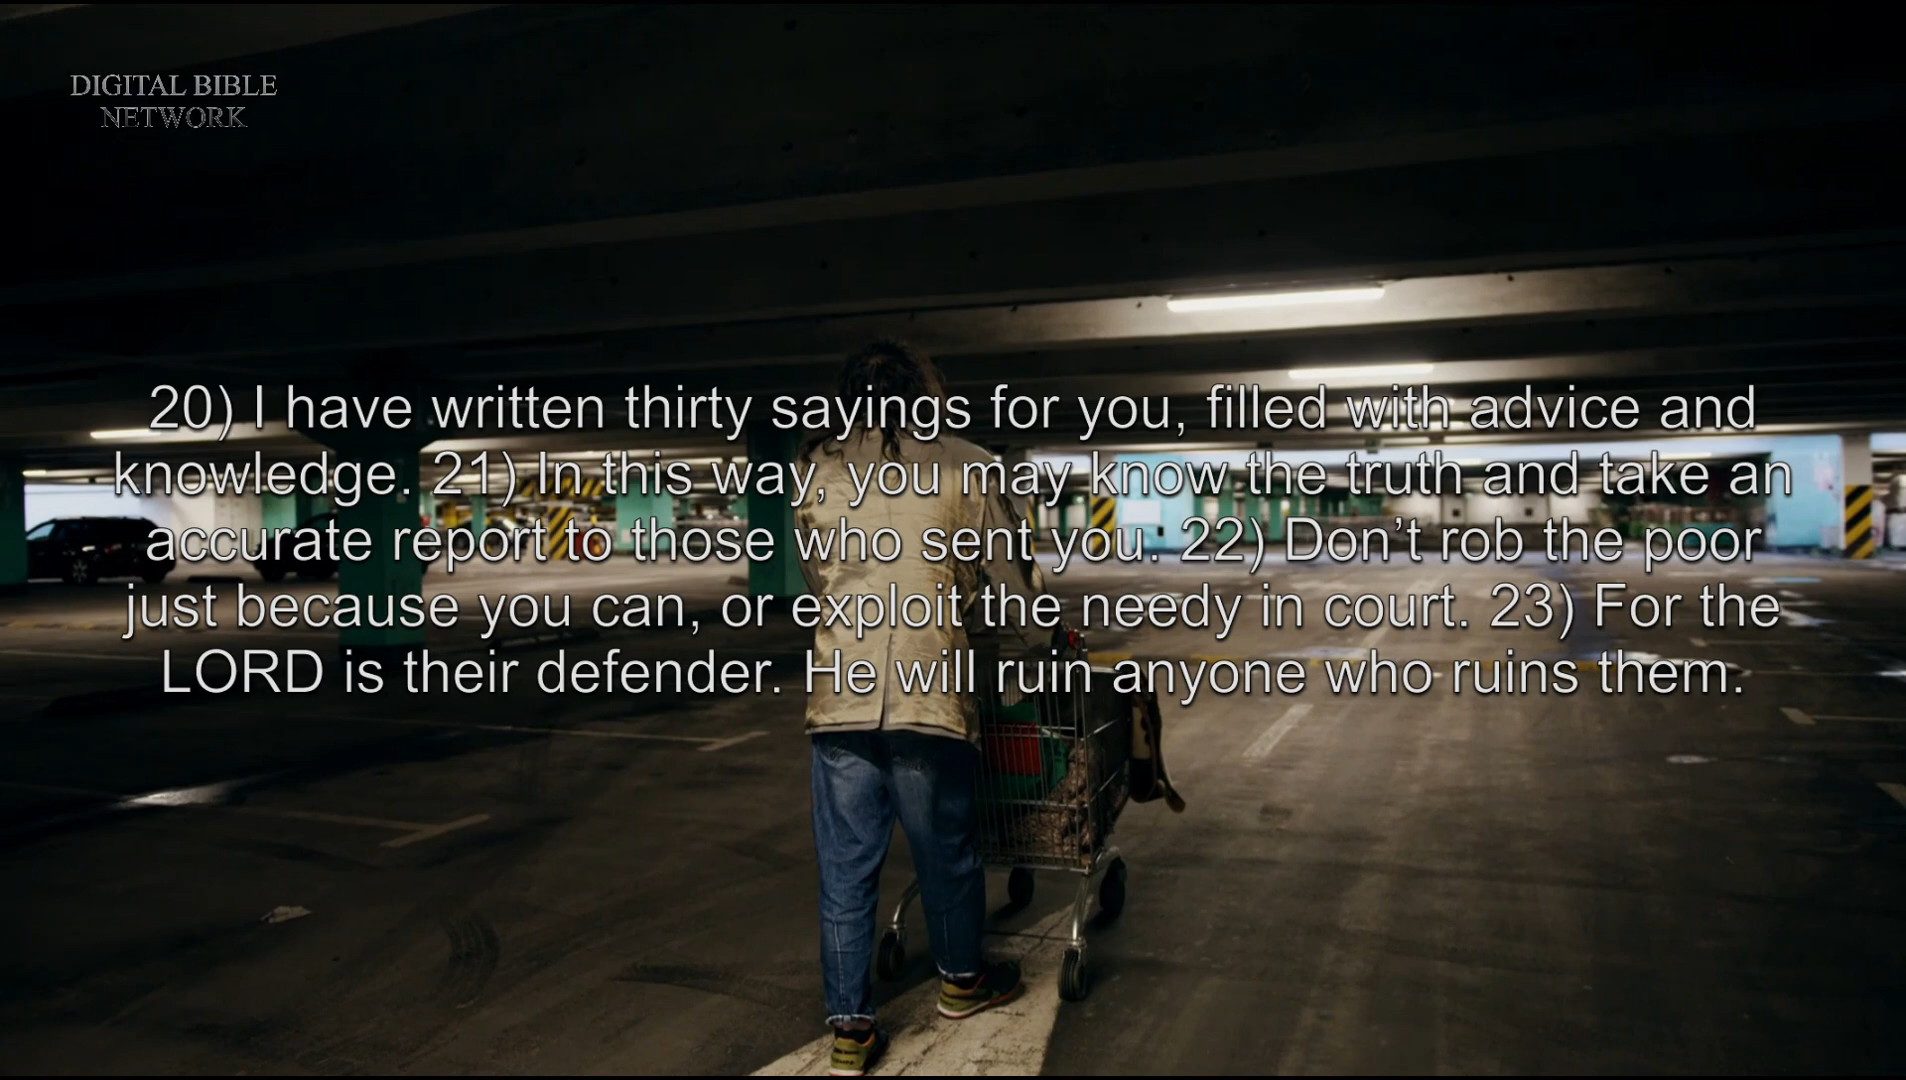 DIGITAL BIBLE
NETWORK
20) I have written thirty sayings for you, filled with advice and
knowledge. 21) In this way, you may know the truth and take an
accurate report to those who sent you. 22) Don’t rob the poor
just because you can, or exploit the needy in court. 23) For the
LORD is their defender. He will ruin anyone who ruins them.